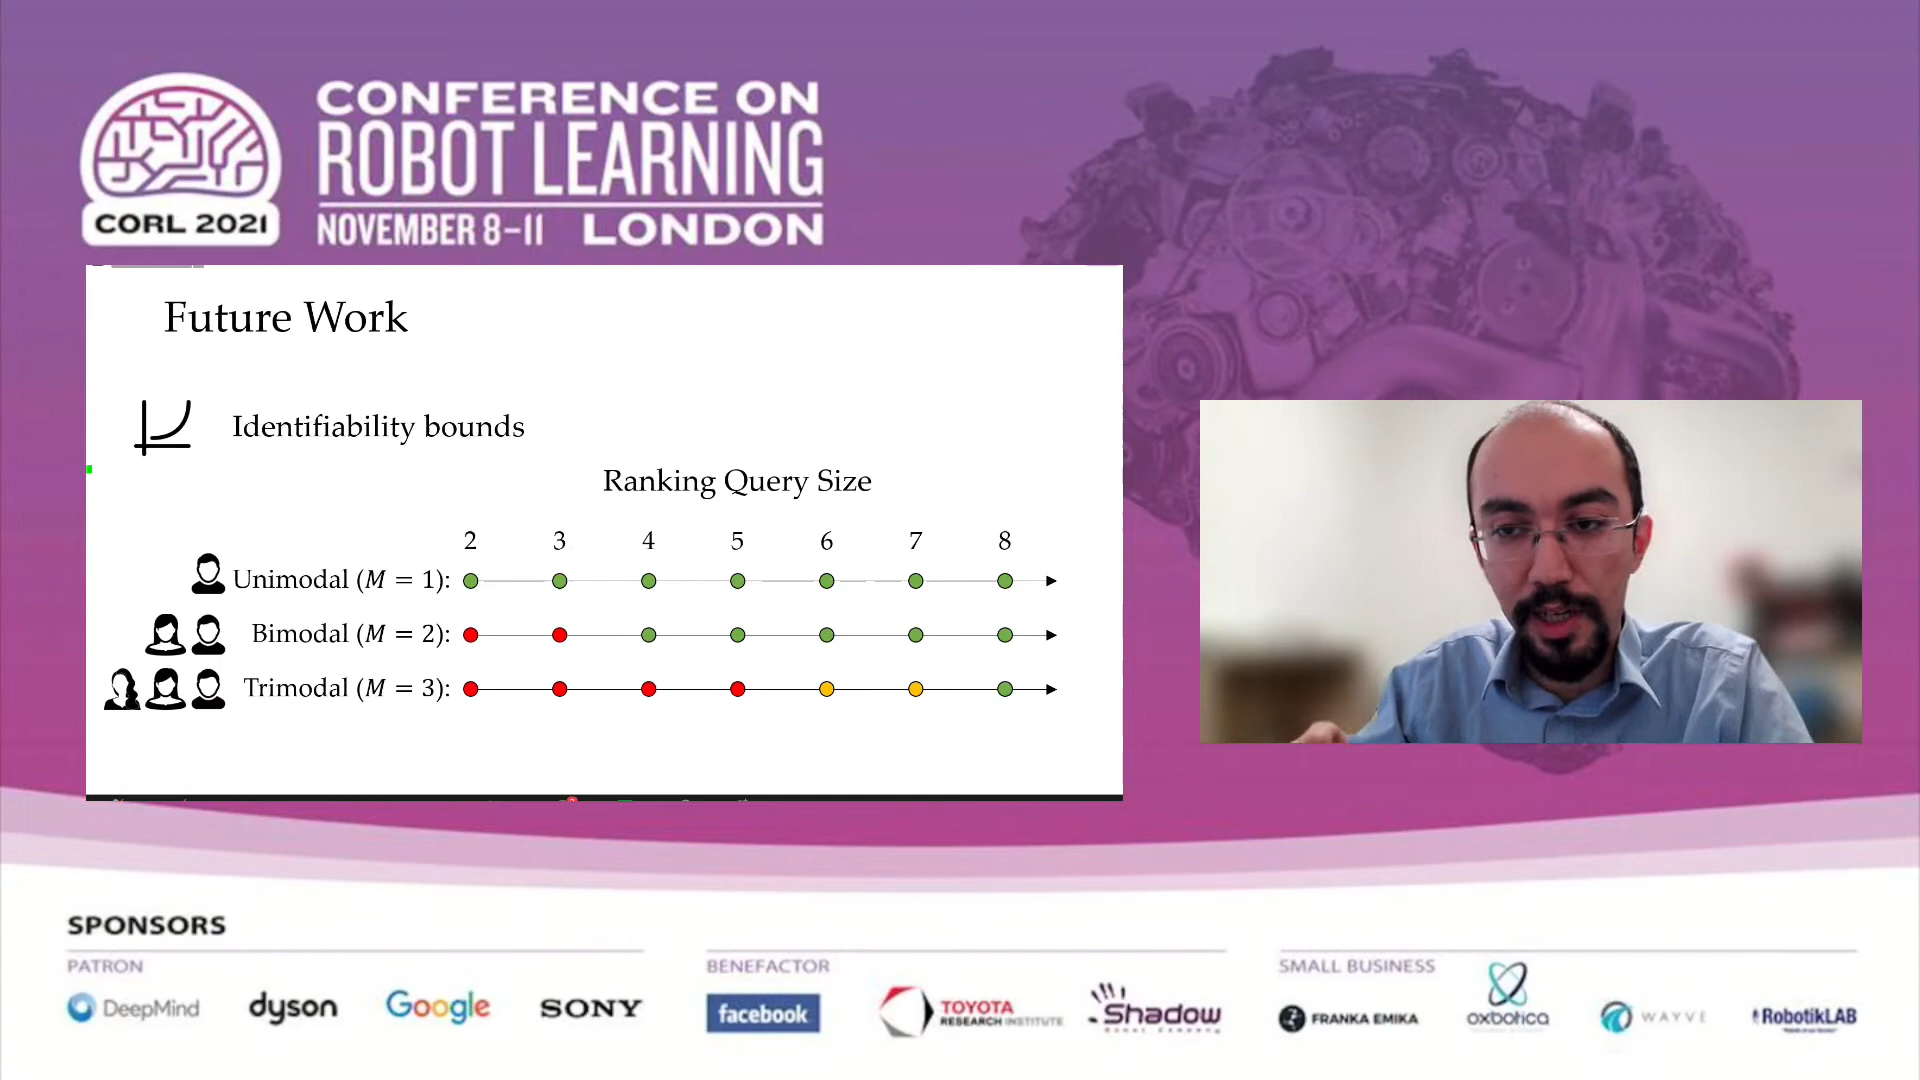 CONFERENCE ON
ROBOT LEARNING
NOVEMBER 8-11 LONDON
CORL 2021
Future Work
Identifiability bounds
Ranking Query Size
2 3 4 5 6 7 8
Unimodal (M = 1):
Bimodal (M = 2):
Trimodal (M = 3):
SPONSORS
PATRON
DeepMind
dyson
Google
SONY
BENEFACTOR
facebook
TOYOTA
RESEARCH INSTITUTE
Shadow
Robot Company
SMALL BUSINESS
FRANKA EMIKA
oxbotica
WAYVE
RobotikLAB